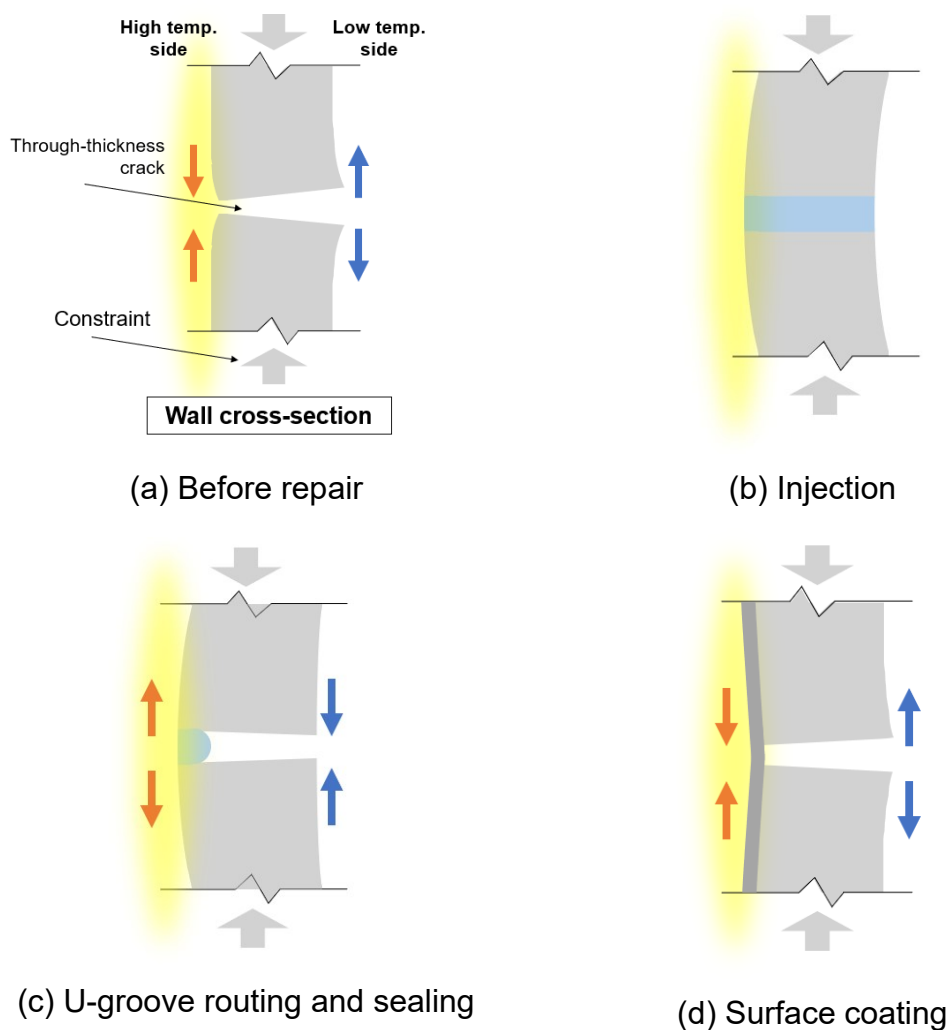 High temp.
side
Low temp.
side
Through-thickness
crack
Constraint
Wall cross-section
(a) Before repair
(b) Injection
(c) U-groove routing and sealing
(d) Surface coating